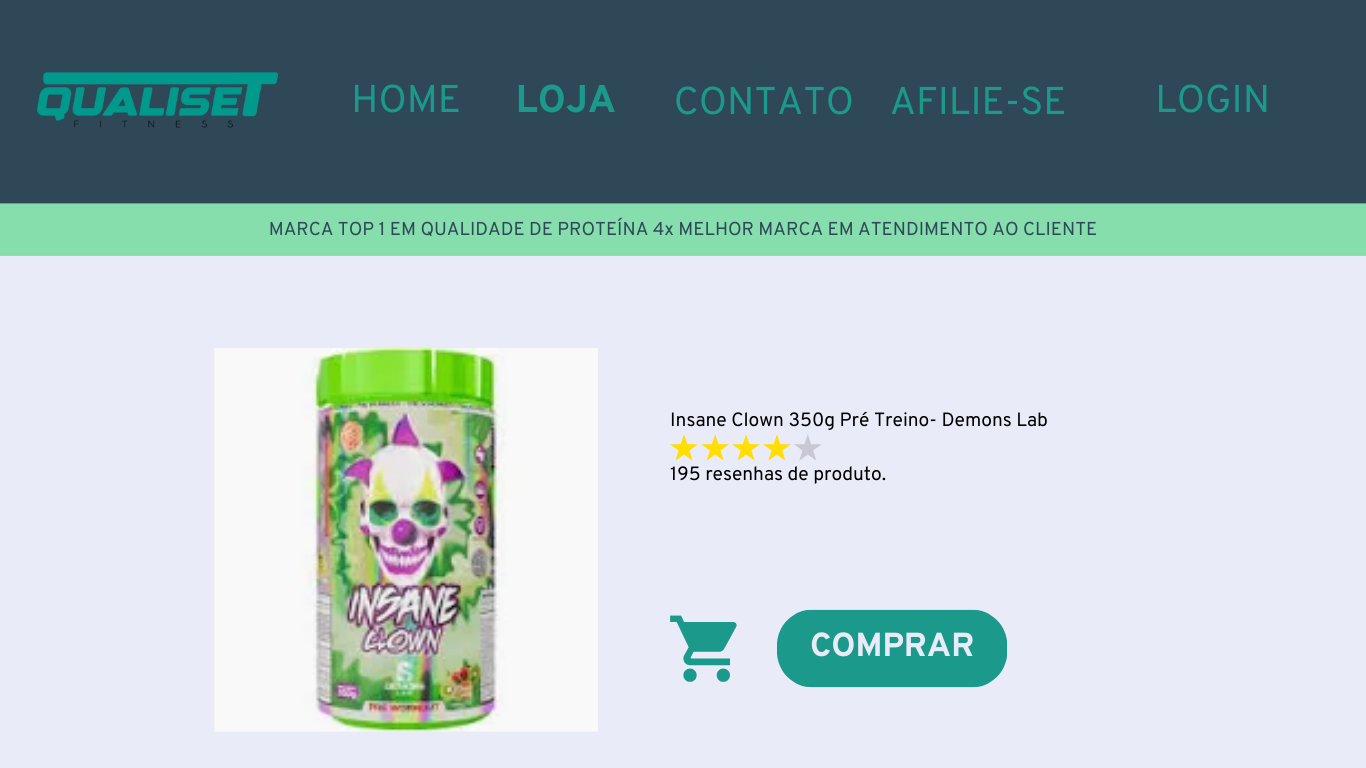 QUALISET
FITNESS
HOME
LOJA
CONTATO
AFILIE-SE
LOGIN
MARCA TOP 1 EM QUALIDADE DE PROTEÍNA 4x MELHOR MARCA EM ATENDIMENTO AO CLIENTE
Insane Clown 350g Pré Treino- Demons Lab
195 resenhas de produto.
INSANE
CLOWN
PRE WORKOUT
COMPRAR